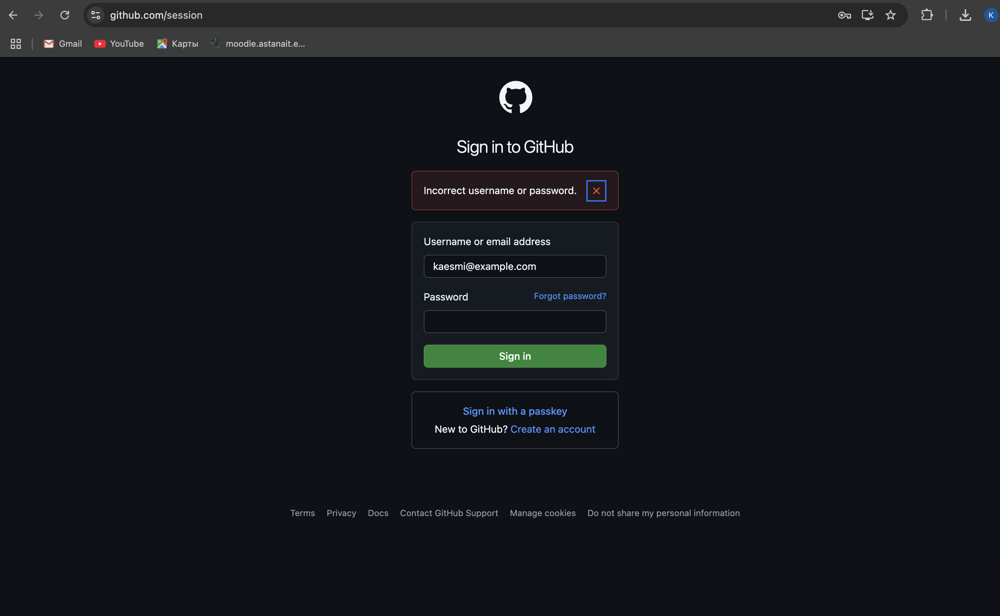 github.com/session
K
Gmail YouTube Карты moodle.astanait.e...
Sign in to GitHub
Incorrect username or password.
Username or email address
kaesmi@example.com
Password Forgot password?
Sign in
Sign in with a passkey
New to GitHub? Create an account
Terms Privacy Docs Contact GitHub Support Manage cookies Do not share my personal information